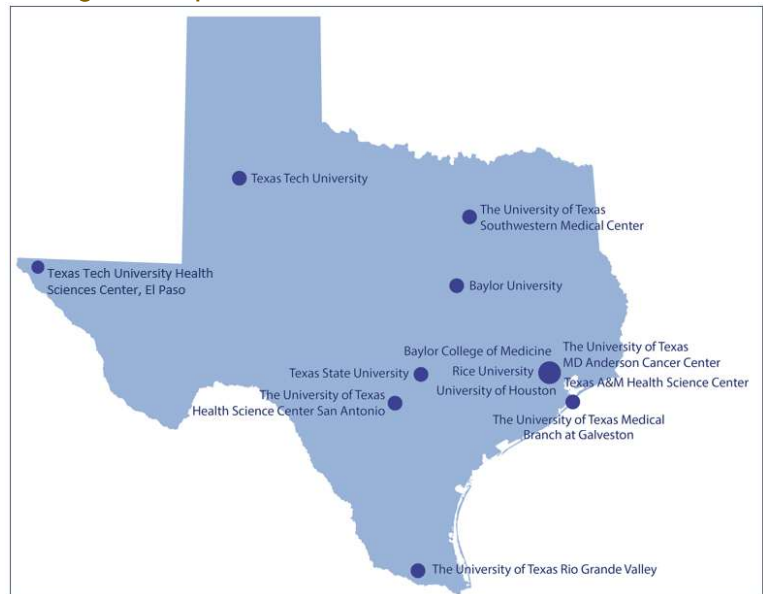 Texas Tech University
The University of Texas
Southwestern Medical Center
Texas Tech University Health
Sciences Center, El Paso
Baylor University
Baylor College of Medicine
Rice University
University of Houston
The University of Texas
MD Anderson Cancer Center
Texas A&M Health Science Center
Texas State University
The University of Texas
Health Science Center San Antonio
The University of Texas Medical
Branch at Galveston
The University of Texas Rio Grande Valley